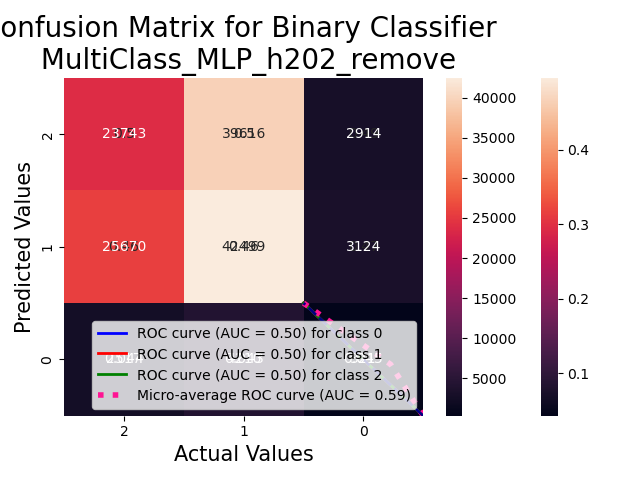 onfusion Matrix for Binary Classifier
MultiClass_MLP_h202_remove
Predicted Values
2
1
0
2914
3124
ROC curve (AUC = 0.50) for class 0
ROC curve (AUC = 0.50) for class 1
ROC curve (AUC = 0.50) for class 2
Micro-average ROC curve (AUC = 0.59)
2 1 0
Actual Values
40000
35000
30000
25000
20000
15000
10000
5000
0.4
0.3
0.2
0.1